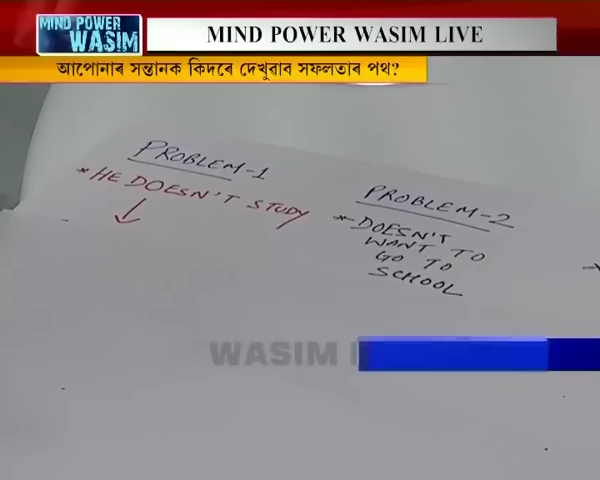 MIND POWER
WASIM
MIND POWER WASIM LIVE
আপোনাৰ সন্তানক কিদৰে দেখুৱাব সফলতাৰ পথ?
PROBLEM-1
* HE DOESN'T STUDY
PROBLEM-2
* DOESN'T
WANT TO
GO TO
SCHOOL
WASIM